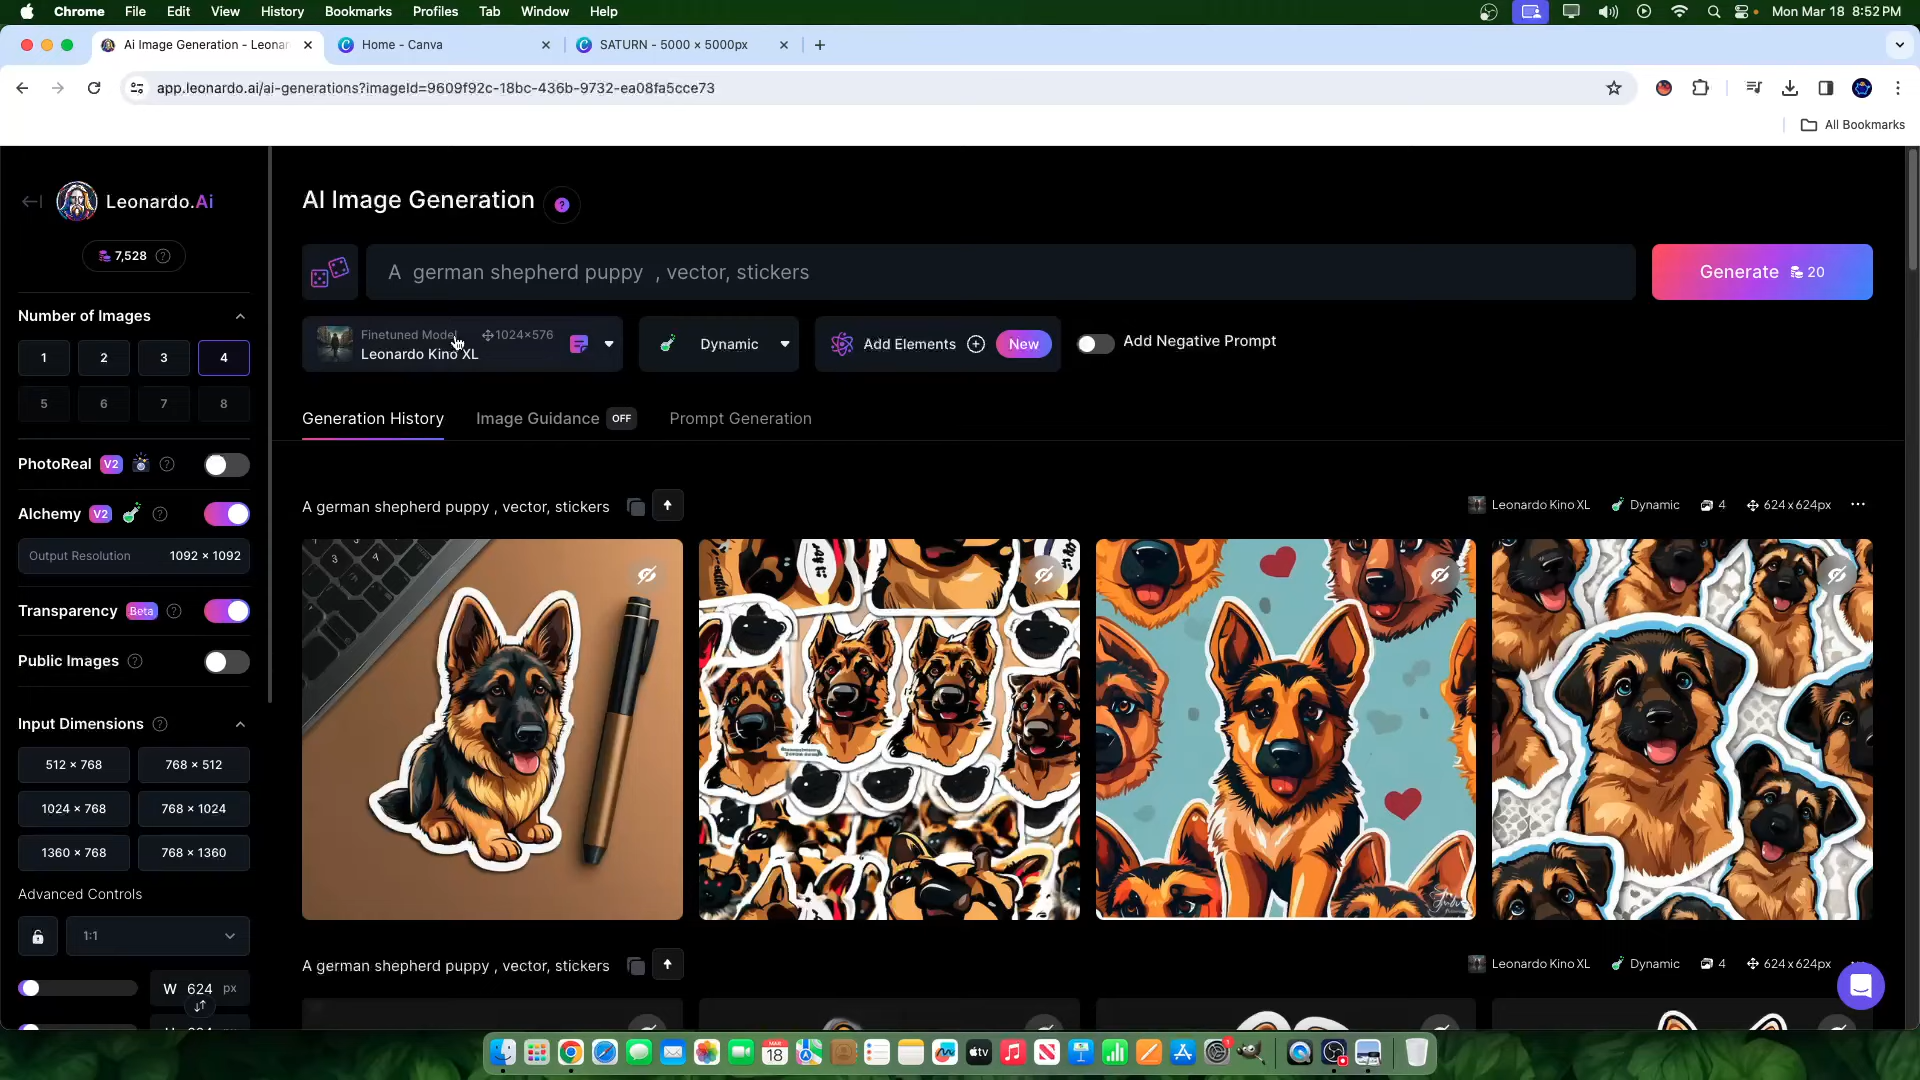 Chrome File Edit View History Bookmarks Profiles Tab Window Help Mon Mar 18 8:52 PM
Ai Image Generation - Leonar Home - Canva SATURN - 5000 × 5000px
app.leonardo.ai/ai-generations?imageId=9609f92c-18bc-436b-9732-ea08fa5cce73
All Bookmarks
Leonardo.Ai
7,528
Number of Images
1 2 3 4
5 6 7 8
PhotoReal V2
Alchemy V2
Output Resolution 1092 × 1092
Transparency Beta
Public Images
Input Dimensions
512 × 768 768 × 512
1024 × 768 768 × 1024
1360 × 768 768 × 1360
Advanced Controls
1:1
W 624 px
AI Image Generation
A german shepherd puppy , vector, stickers
Generate 20
Finetuned Model 1024×576
Leonardo Kino XL
Dynamic
Add Elements New
Add Negative Prompt
Generation History Image Guidance OFF Prompt Generation
A german shepherd puppy , vector, stickers
Leonardo Kino XL Dynamic 4 624 x 624px
A german shepherd puppy , vector, stickers
Leonardo Kino XL Dynamic 4 624 x 624px
MAR
18